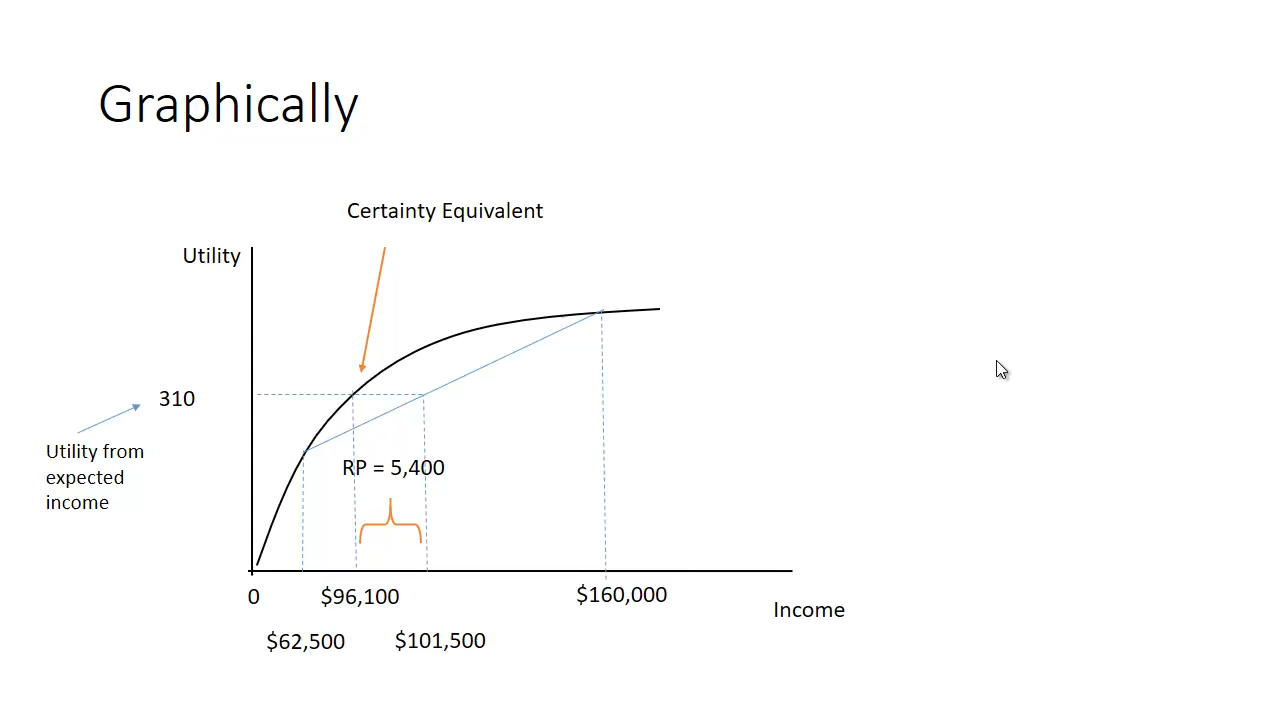 Graphically
Certainty Equivalent
Utility
310
Utility from
expected
income
RP = 5,400
0
$96,100
$160,000
Income
$62,500
$101,500